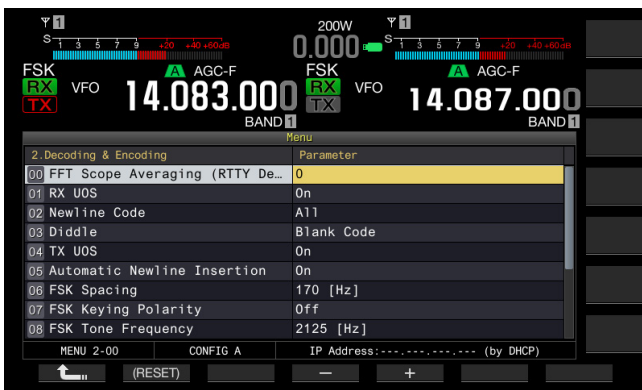 1 200W 1
S 1 3 5 7 9 +20 +40 +60dB 0.000 S 1 3 5 7 9 +20 +40 +60dB
FSK A AGC-F FSK A AGC-F
RX VFO 14.083.000 RX VFO 14.087.000
TX TX
BAND 1 BAND 1
Menu
2.Decoding & Encoding Parameter
00 FFT Scope Averaging (RTTY De… 0
01 RX UOS On
02 Newline Code All
03 Diddle Blank Code
04 TX UOS On
05 Automatic Newline Insertion On
06 FSK Spacing 170 [Hz]
07 FSK Keying Polarity Off
08 FSK Tone Frequency 2125 [Hz]
MENU 2-00 CONFIG A IP Address:---.---.---.--- (by DHCP)
(RESET) − +